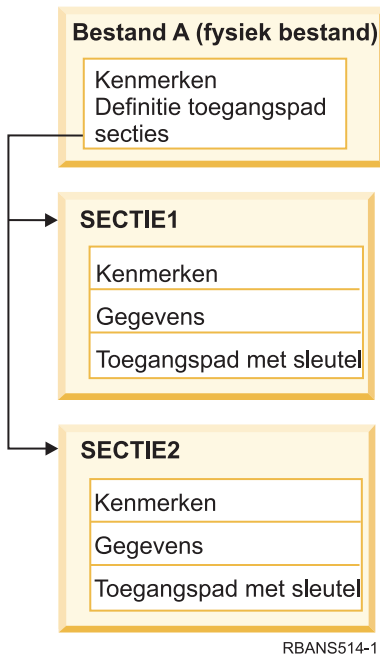 Bestand A (fysiek bestand)
Kenmerken
Definitie toegangspad
secties
SECTIE1
Kenmerken
Gegevens
Toegangspad met sleutel
SECTIE2
Kenmerken
Gegevens
Toegangspad met sleutel
RBANS514-1